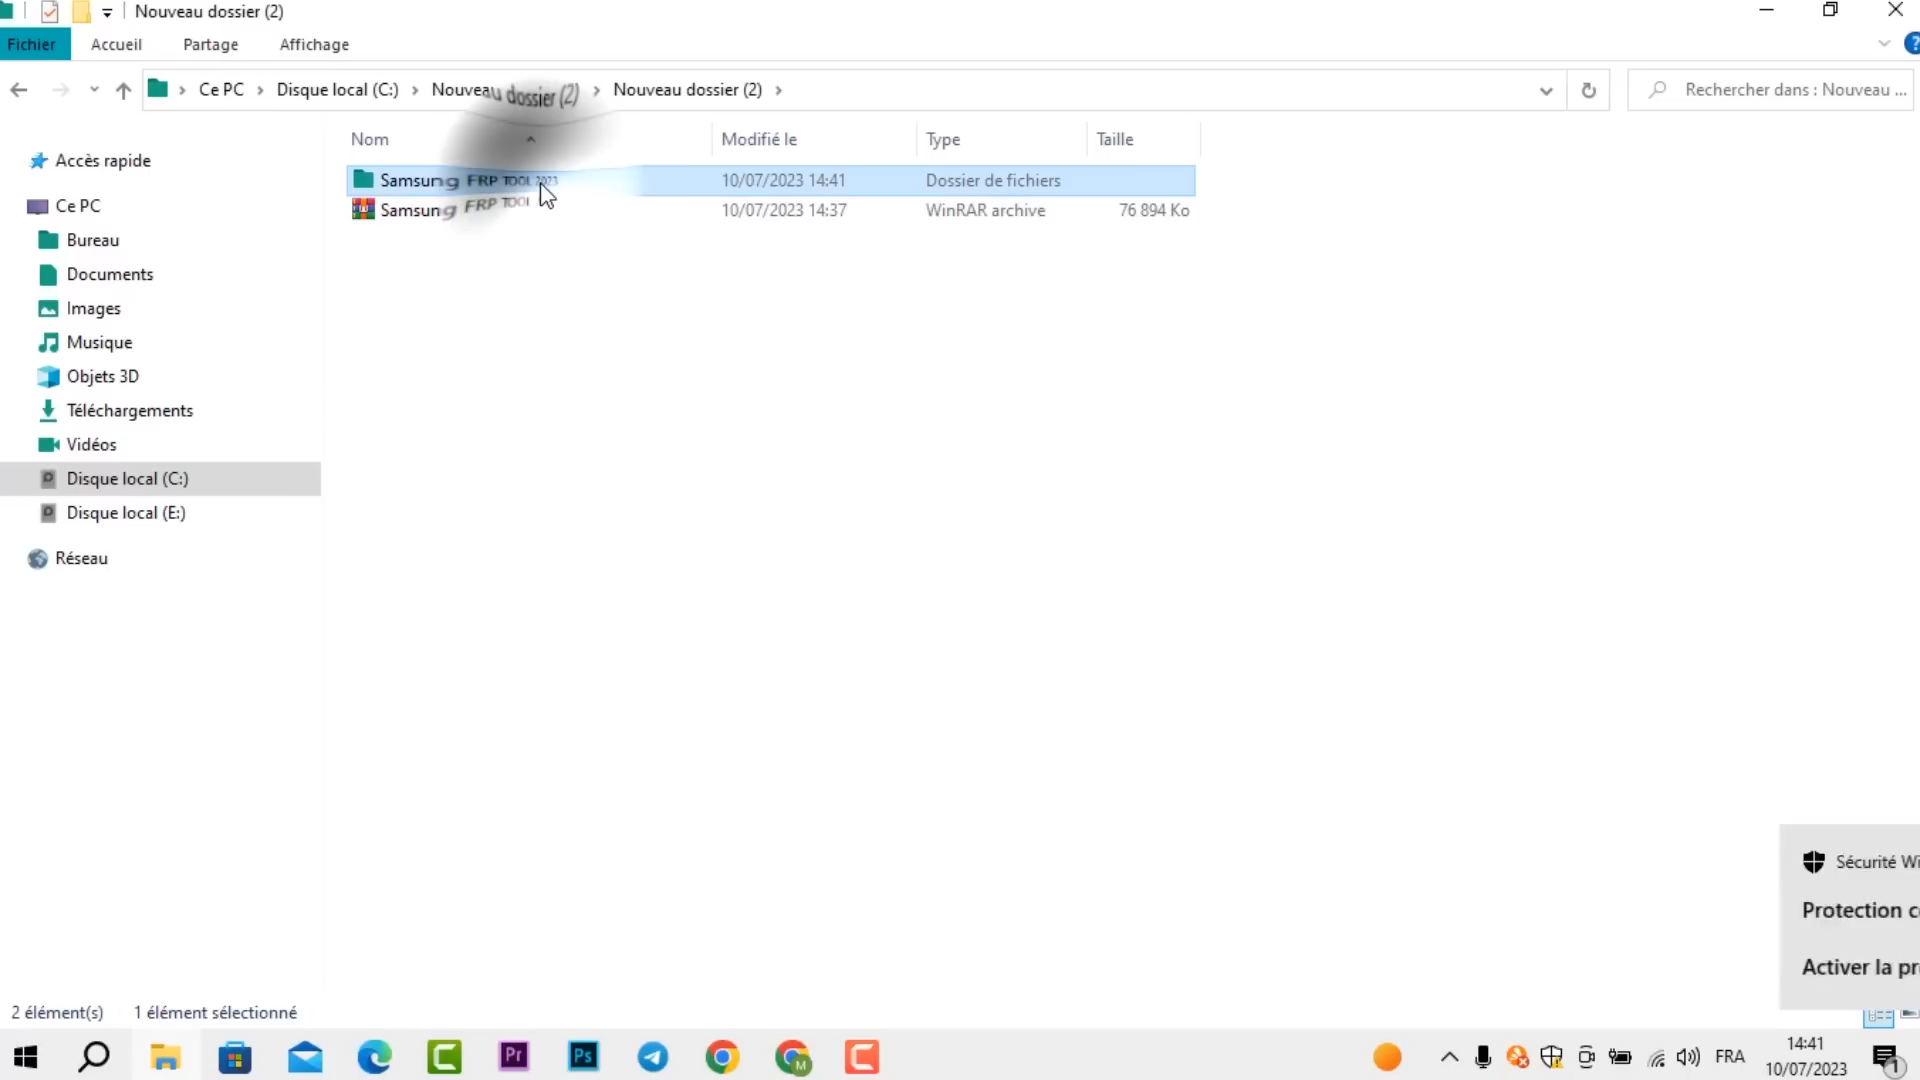 Nouveau dossier (2)
Fichier Accueil Partage Affichage
Ce PC Disque local (C:) Nouveau dossier (2) Nouveau dossier (2)
Rechercher dans : Nouveau ...
Nom Modifié le Type Taille
Samsung FRP TOOL 2023 10/07/2023 14:41 Dossier de fichiers
Samsung FRP TOOL 10/07/2023 14:37 WinRAR archive 76 894 Ko
Accès rapide
Ce PC
Bureau
Documents
Images
Musique
Objets 3D
Téléchargements
Vidéos
Disque local (C:)
Disque local (E:)
Réseau
Sécurité Wi
Protection c
Activer la pr
2 élément(s) 1 élément sélectionné
Pr Ps M FRA
14:41
10/07/2023
1